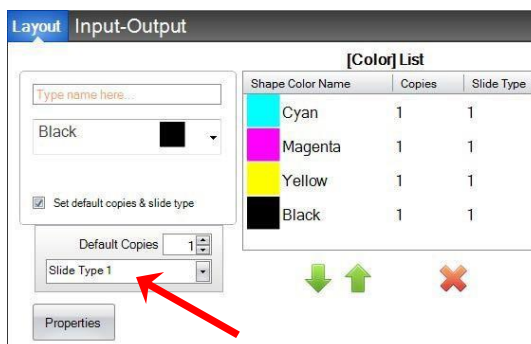 Layout Input-Output
[Color] List
Type name here...
Black
Set default copies & slide type
Default Copies 1
Slide Type 1
Properties
Shape Color Name Copies Slide Type
Cyan 1 1
Magenta 1 1
Yellow 1 1
Black 1 1